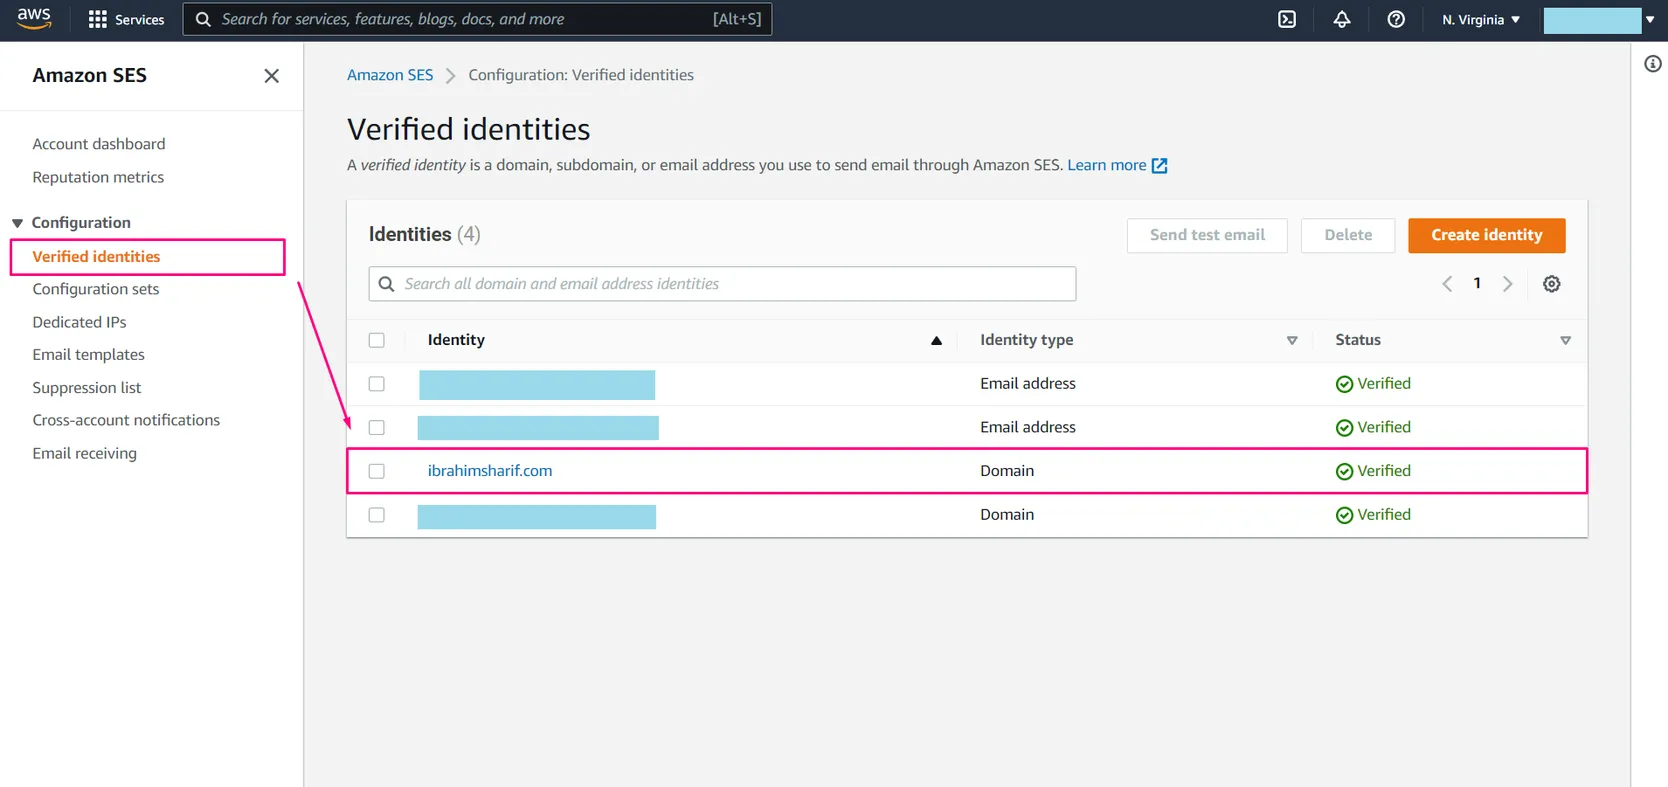 aws
Services
Search for services, features, blogs, docs, and more [Alt+S]
N. Virginia
Amazon SES
Account dashboard
Reputation metrics
Configuration
Verified identities
Configuration sets
Dedicated IPs
Email templates
Suppression list
Cross-account notifications
Email receiving
Amazon SES
Configuration: Verified identities
Verified identities
A verified identity is a domain, subdomain, or email address you use to send email through Amazon SES. Learn more
Identities (4)
Send test email
Delete
Create identity
Search all domain and email address identities
1
Identity Identity type Status
Email address Verified
Email address Verified
ibrahimsharif.com Domain Verified
Domain Verified